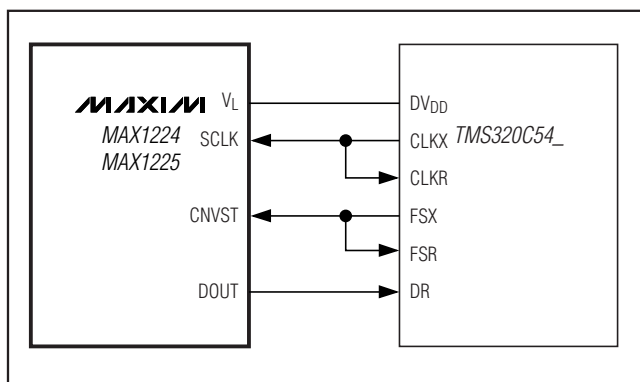 MAXIM
MAX1224
MAX1225
VL
SCLK
CNVST
DOUT
DVDD
CLKX
CLKR
FSX
FSR
DR
TMS320C54_